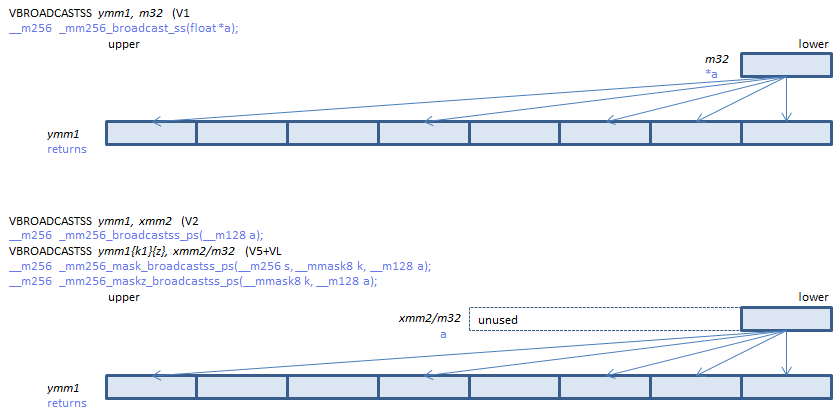 VBROADCASTSS ymm1, m32 (V1
__m256 _mm256_broadcast_ss(float *a);
upper lower
m32
*a
ymm1
returns
VBROADCASTSS ymm1, xmm2 (V2
__m256 _mm256_broadcastss_ps(__m128 a);
VBROADCASTSS ymm1{k1}{z}, xmm2/m32 (V5+VL
__m256 _mm256_mask_broadcastss_ps(__m256 s, __mmask8 k, __m128 a);
__m256 _mm256_maskz_broadcastss_ps(__mmask8 k, __m128 a);
upper lower
xmm2/m32 unused
a
ymm1
returns